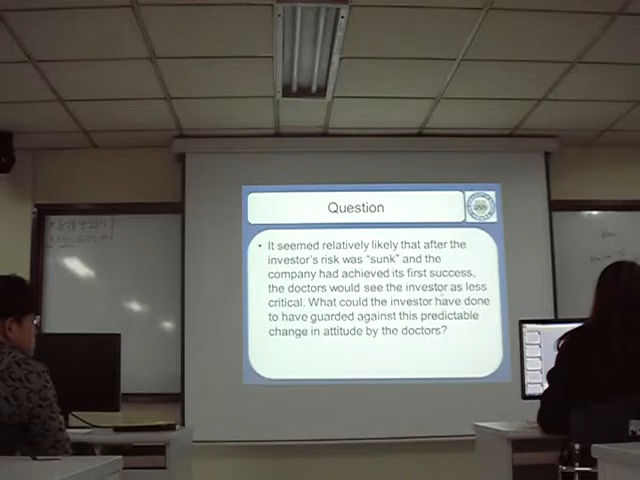 Question
• It seemed relatively likely that after the
investor's risk was "sunk" and the
company had achieved its first success,
the doctors would see the investor as less
critical. What could the investor have done
to have guarded against this predictable
change in attitude by the doctors?